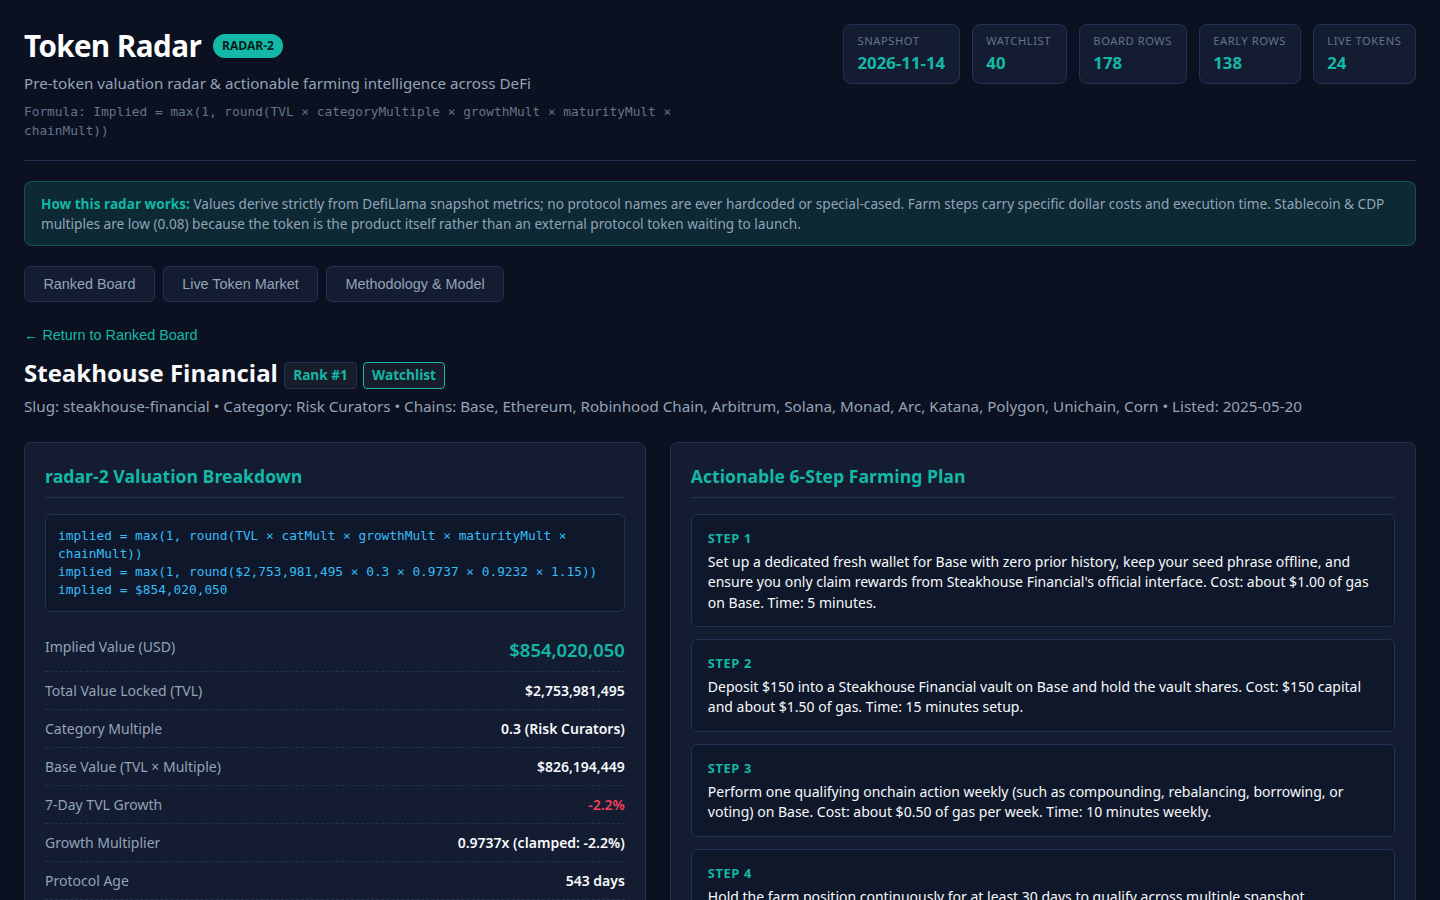 Token Radar RADAR-2
Pre-token valuation radar & actionable farming intelligence across DeFi
Formula: Implied = max(1, round(TVL × categoryMultiple × growthMult × maturityMult ×
chainMult))
SNAPSHOT
2026-11-14
WATCHLIST
40
BOARD ROWS
178
EARLY ROWS
138
LIVE TOKENS
24
How this radar works: Values derive strictly from DefiLlama snapshot metrics; no protocol names are ever hardcoded or special-cased. Farm steps carry specific dollar costs and execution time. Stablecoin & CDP
multiples are low (0.08) because the token is the product itself rather than an external protocol token waiting to launch.
Ranked Board
Live Token Market
Methodology & Model
← Return to Ranked Board
Steakhouse Financial Rank #1 Watchlist
Slug: steakhouse-financial • Category: Risk Curators • Chains: Base, Ethereum, Robinhood Chain, Arbitrum, Solana, Monad, Arc, Katana, Polygon, Unichain, Corn • Listed: 2025-05-20
radar-2 Valuation Breakdown
implied = max(1, round(TVL × catMult × growthMult × maturityMult ×
chainMult))
implied = max(1, round($2,753,981,495 × 0.3 × 0.9737 × 0.9232 × 1.15))
implied = $854,020,050
Implied Value (USD) $854,020,050
Total Value Locked (TVL) $2,753,981,495
Category Multiple 0.3 (Risk Curators)
Base Value (TVL × Multiple) $826,194,449
7-Day TVL Growth -2.2%
Growth Multiplier 0.9737x (clamped: -2.2%)
Protocol Age 543 days
Actionable 6-Step Farming Plan
STEP 1
Set up a dedicated fresh wallet for Base with zero prior history, keep your seed phrase offline, and
ensure you only claim rewards from Steakhouse Financial's official interface. Cost: about $1.00 of gas
on Base. Time: 5 minutes.
STEP 2
Deposit $150 into a Steakhouse Financial vault on Base and hold the vault shares. Cost: $150 capital
and about $1.50 of gas. Time: 15 minutes setup.
STEP 3
Perform one qualifying onchain action weekly (such as compounding, rebalancing, borrowing, or
voting) on Base. Cost: about $0.50 of gas per week. Time: 10 minutes weekly.
STEP 4
Hold the farm position continuously for at least 30 days to qualify across multiple snapshot